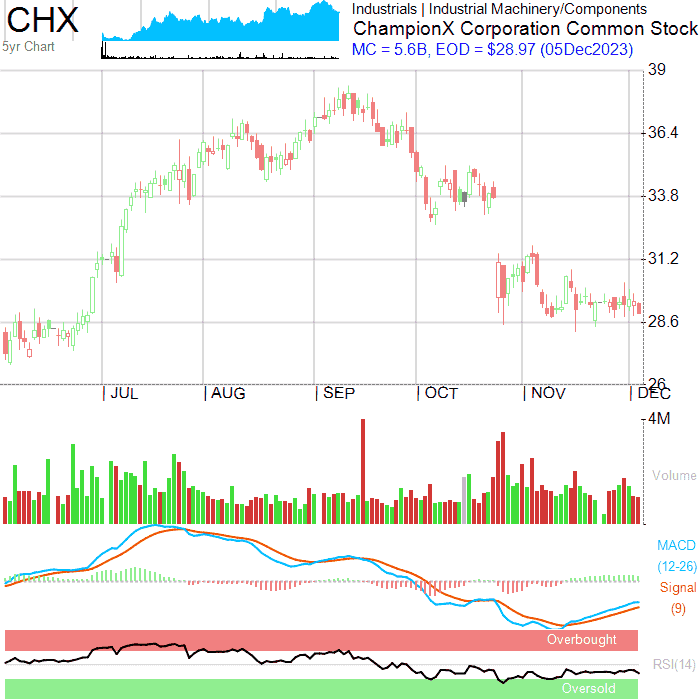 CHX
5yr Chart
Industrials | Industrial Machinery/Components
ChampionX Corporation Common Stock
MC = 5.6B, EOD = $28.97 (05Dec2023)
39
36.4
33.8
31.2
28.6
26
| JUL | AUG | SEP | OCT | NOV | DEC
4M
Volume
MACD
(12-26)
Signal
(9)
Overbought
RSI(14)
Oversold